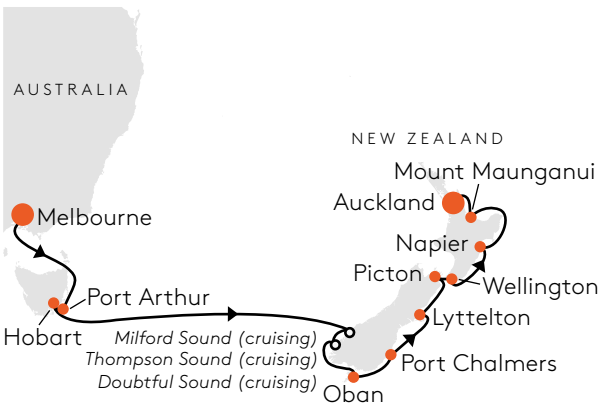 AUSTRALIA
NEW ZEALAND
Mount Maunganui
Auckland
Melbourne
Napier
Picton
Wellington
Port Arthur
Lyttelton
Hobart
Milford Sound (cruising)
Thompson Sound (cruising)
Port Chalmers
Doubtful Sound (cruising)
Oban